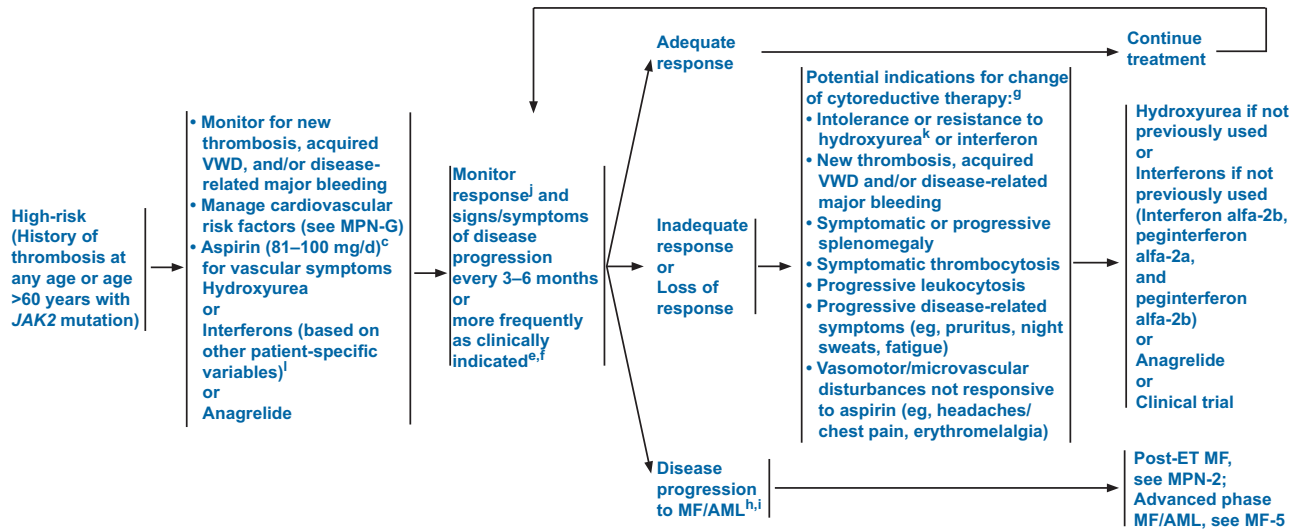 High-risk
(History of
thrombosis at
any age or age
>60 years with
JAK2 mutation)
• Monitor for new
thrombosis, acquired
VWD, and/or disease-
related major bleeding
• Manage cardiovascular
risk factors (see MPN-G)
• Aspirin (81–100 mg/d)c
for vascular symptoms
Hydroxyurea
or
Interferons (based on
other patient-specific
variables)l
or
Anagrelide
Monitor
responsej and
signs/symptoms
of disease
progression
every 3–6 months
or
more frequently
as clinically
indicatede,f
Adequate
response
Continue
treatment
Inadequate
response
or
Loss of
response
Potential indications for change
of cytoreductive therapy:g
• Intolerance or resistance to
hydroxyureak or interferon
• New thrombosis, acquired
VWD and/or disease-related
major bleeding
• Symptomatic or progressive
splenomegaly
• Symptomatic thrombocytosis
• Progressive leukocytosis
• Progressive disease-related
symptoms (eg, pruritus, night
sweats, fatigue)
• Vasomotor/microvascular
disturbances not responsive
to aspirin (eg, headaches/
chest pain, erythromelalgia)
Hydroxyurea if not
previously used
or
Interferons if not
previously used
(Interferon alfa-2b,
peginterferon
alfa-2a,
and
peginterferon
alfa-2b)
or
Anagrelide
or
Clinical trial
Disease
progression
to MF/AMLh,i
Post-ET MF,
see MPN-2;
Advanced phase
MF/AML, see MF-5